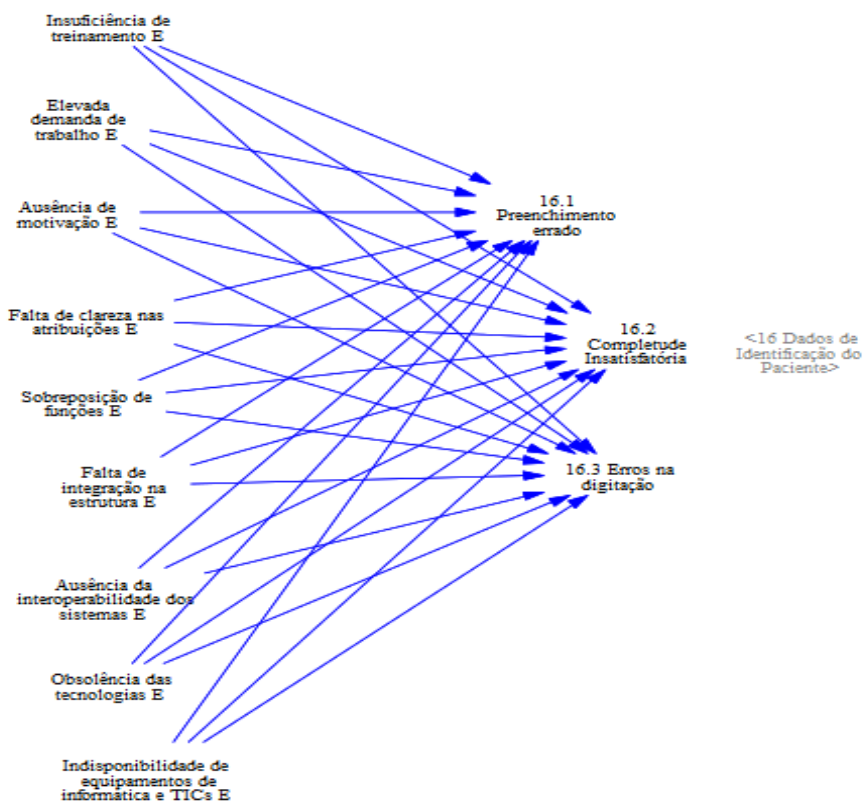 Insuficiência de
treinamento E
Elevada
demanda de
trabalho E
Ausência de
motivação E
Falta de clareza nas
atribuições E
Sobreposição de
funções E
Falta de
integração na
estrutura E
Ausência da
interoperabilidade dos
sistemas E
Obsolência das
tecnologias E
Indisponibilidade de
equipamentos de
informática e TICs E
16.1
Preenchimento
errado
16.2
Completude
Insatisfatória
16.3 Erros na
digitação
<16 Dados de
Identificação do
Paciente>